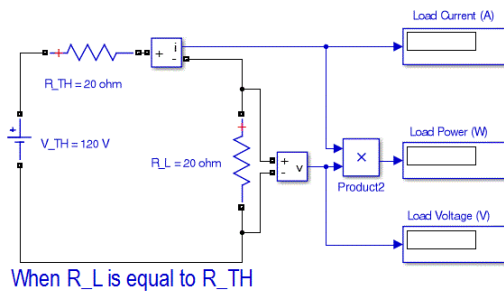 Load Current (A)
+
i
-
R_TH = 20 ohm
+
V_TH = 120 V
Load Power (W)
R_L = 20 ohm
+
-
v
×
Product2
Load Voltage (V)
When R_L is equal to R_TH